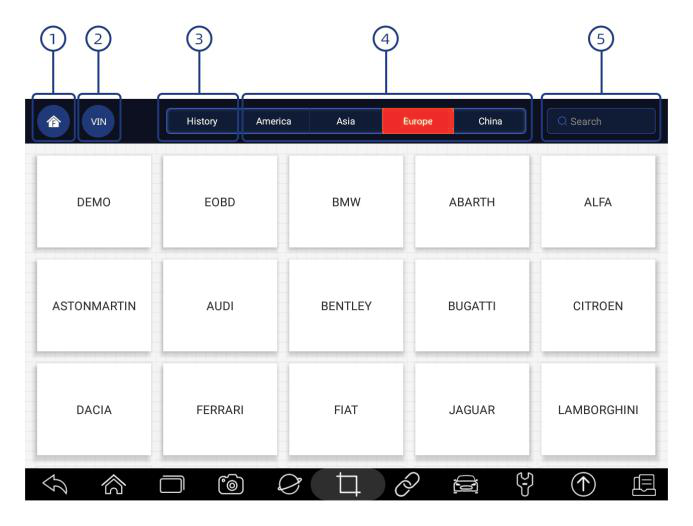 1 2 3 4 5
VIN History America Asia Europe China Search
DEMO EOBD BMW ABARTH ALFA
ASTONMARTIN AUDI BENTLEY BUGATTI CITROEN
DACIA FERRARI FIAT JAGUAR LAMBORGHINI